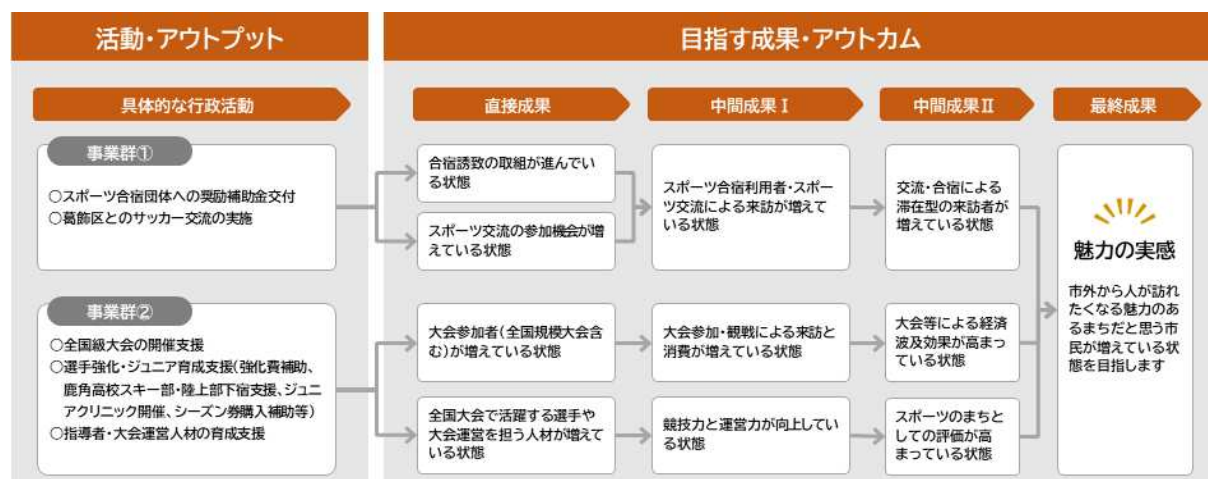 活動・アウトプット
目指す成果・アウトカム
具体的な行政活動
直接成果
中間成果Ⅰ
中間成果Ⅱ
最終成果
事業群①
○スポーツ合宿団体への奨励補助金交付
○葛飾区とのサッカー交流の実施
合宿誘致の取組が進んでい
る状態
スポーツ交流の参加機会が増
えている状態
スポーツ合宿利用者・スポー
ツ交流による来訪が増えて
いる状態
交流・合宿による
滞在型の来訪者が
増えている状態
事業群②
○全国級大会の開催支援
○選手強化・ジュニア育成支援(強化費補助、
鹿角高校スキー部・陸上部下宿支援、ジュニ
アクリニック開催、シーズン券購入補助等)
○指導者・大会運営人材の育成支援
大会参加者(全国規模大会含
む)が増えている状態
大会参加・観戦による来訪と
消費が増えている状態
大会等による経済
波及効果が高まっ
ている状態
全国大会で活躍する選手や
大会運営を担う人材が増えて
いる状態
競技力と運営力が向上してい
る状態
スポーツのまちと
しての評価が高
まっている状態
魅力の実感
市外から人が訪れ
たくなる魅力のあ
るまちだと思う市
民が増えている状
態を目指します